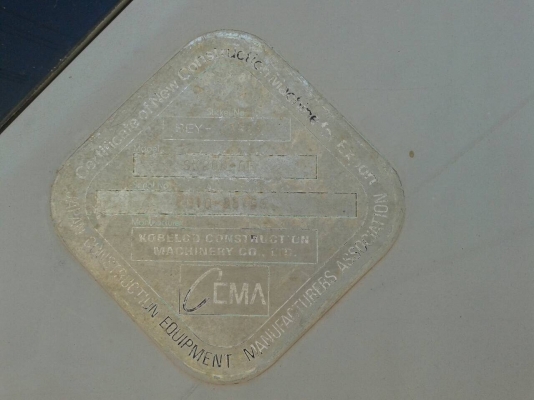 Certificate of New Construction Machine for Export
KOBELCO CONSTRUCTION
MACHINERY CO., LTD.
CEMA
JAPAN CONSTRUCTION EQUIPMENT MANUFACTURERS ASSOCIATION